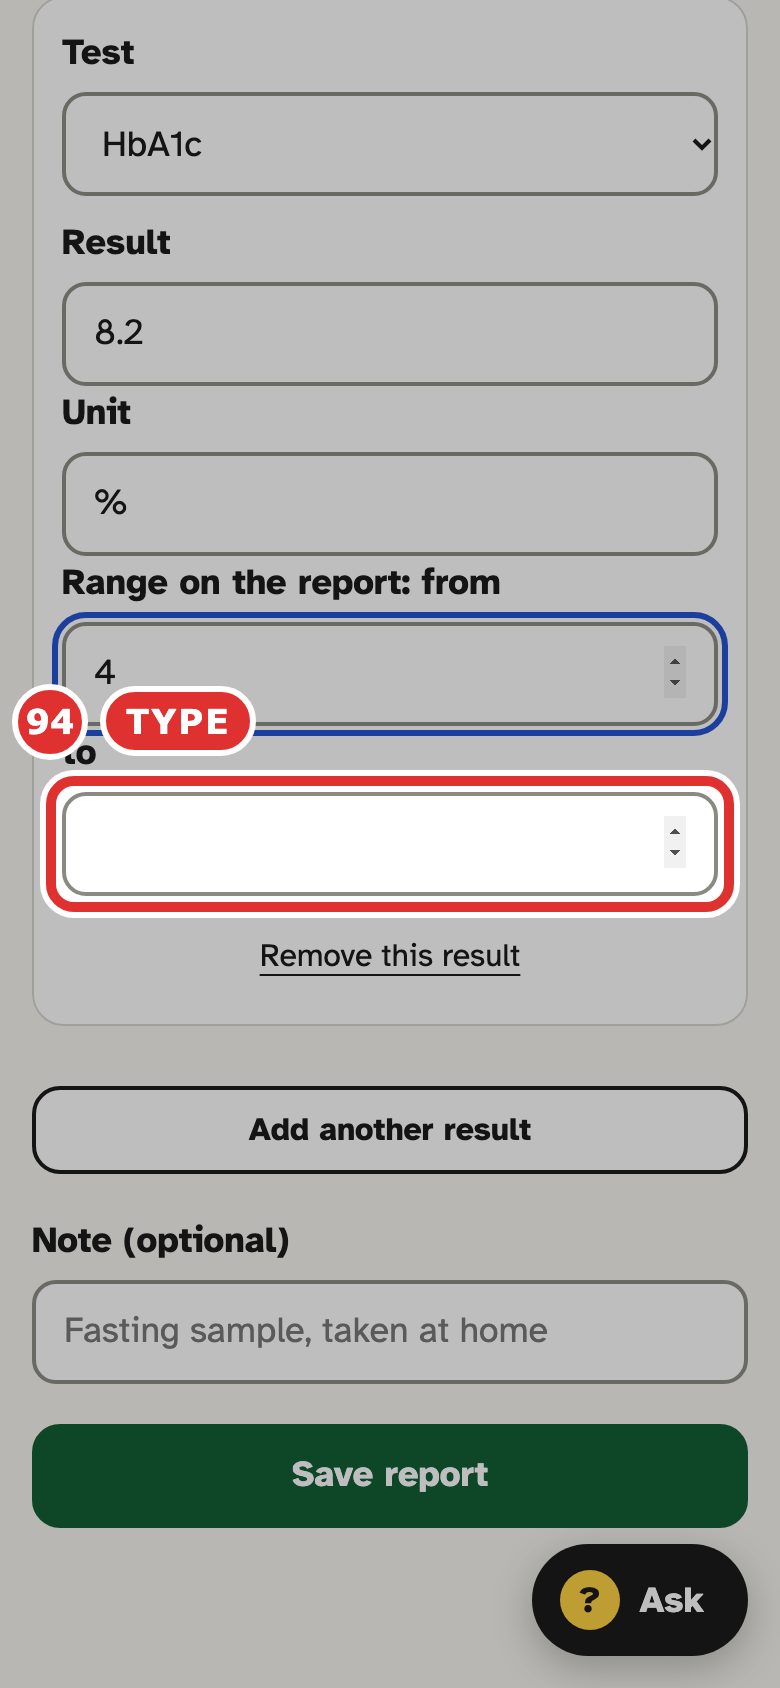 Test
HbA1c
Result
8.2
Unit
%
Range on the report: from
4
94 TYPE
to
Remove this result
Add another result
Note (optional)
Fasting sample, taken at home
Save report
? Ask